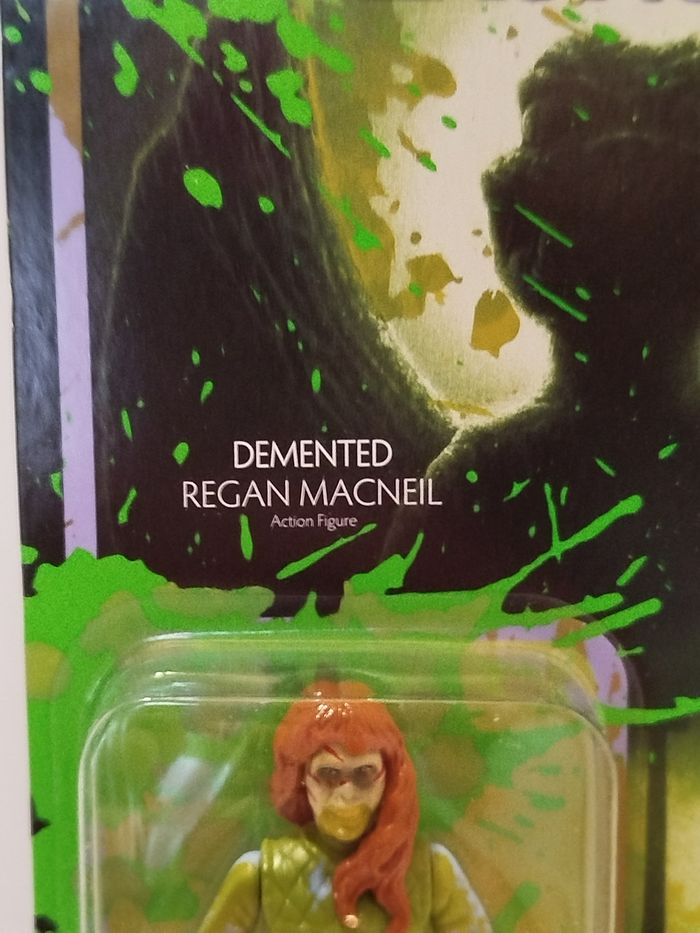 DEMENTED
REGAN MACNEIL
Action Figure